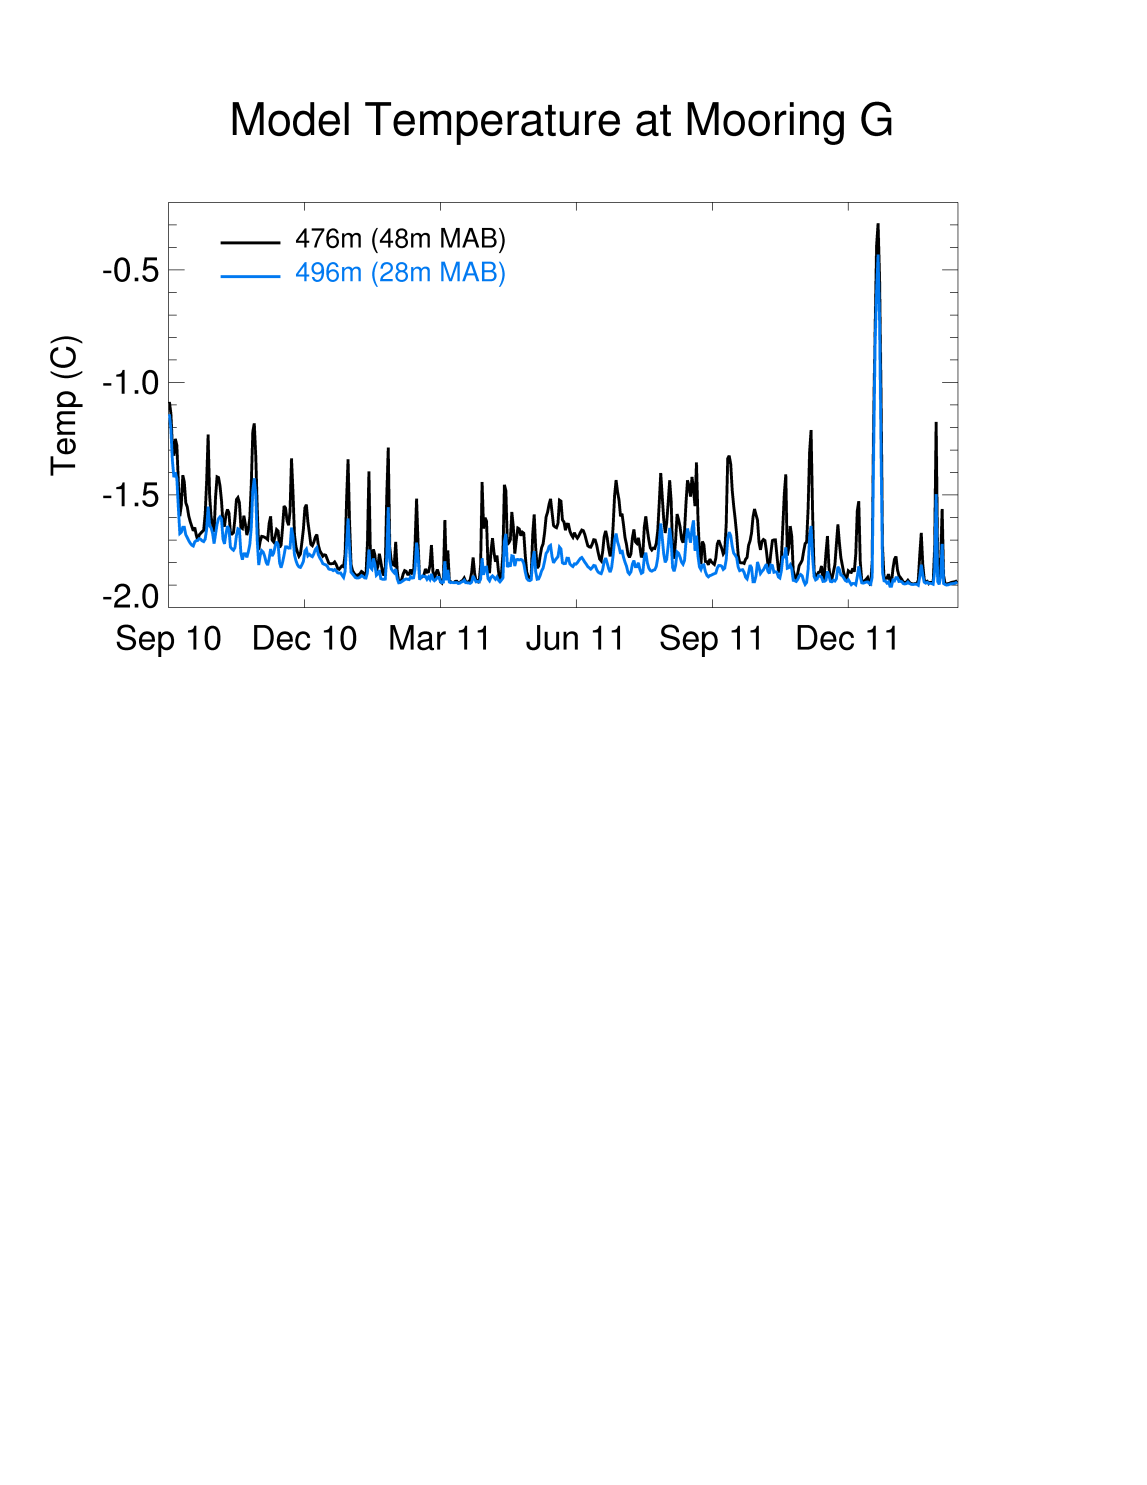 Model Temperature at Mooring G
476m (48m MAB)
496m (28m MAB)
Temp (C)
-0.5
-1.0
-1.5
-2.0
Sep 10 Dec 10 Mar 11 Jun 11 Sep 11 Dec 11